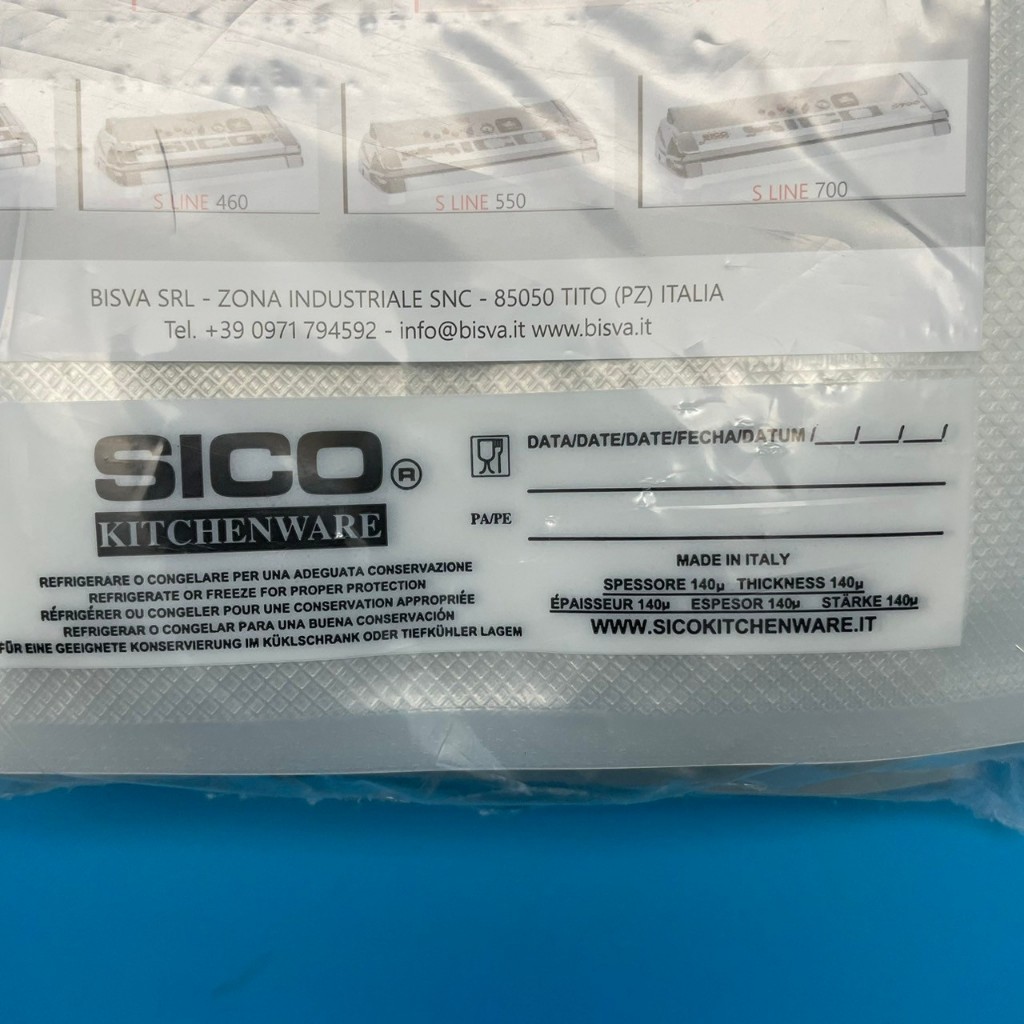 S LINE 460
S LINE 550
S LINE 700
BISVA SRL - ZONA INDUSTRIALE SNC - 85050 TITO (PZ) ITALIA
Tel. +39 0971 794592 - info@bisva.it www.bisva.it
SICO®
KITCHENWARE
REFRIGERARE O CONGELARE PER UNA ADEGUATA CONSERVAZIONE
REFRIGERATE OR FREEZE FOR PROPER PROTECTION
RÉFRIGÉRER OU CONGELER POUR UNE CONSERVATION APPROPRIÉE
REFRIGERAR O CONGELAR PARA UNA BUENA CONSERVACIÓN
FÜR EINE GEEIGNETE KONSERVIERUNG IM KÜKLSCHRANK ODER TIEFKÜHLER LAGEM
DATA/DATE/DATE/FECHA/DATUM /___/___/___/
PA/PE
MADE IN ITALY
SPESSORE 140µ THICKNESS 140µ
ÉPAISSEUR 140µ ESPESOR 140µ STÄRKE 140µ
WWW.SICOKITCHENWARE.IT